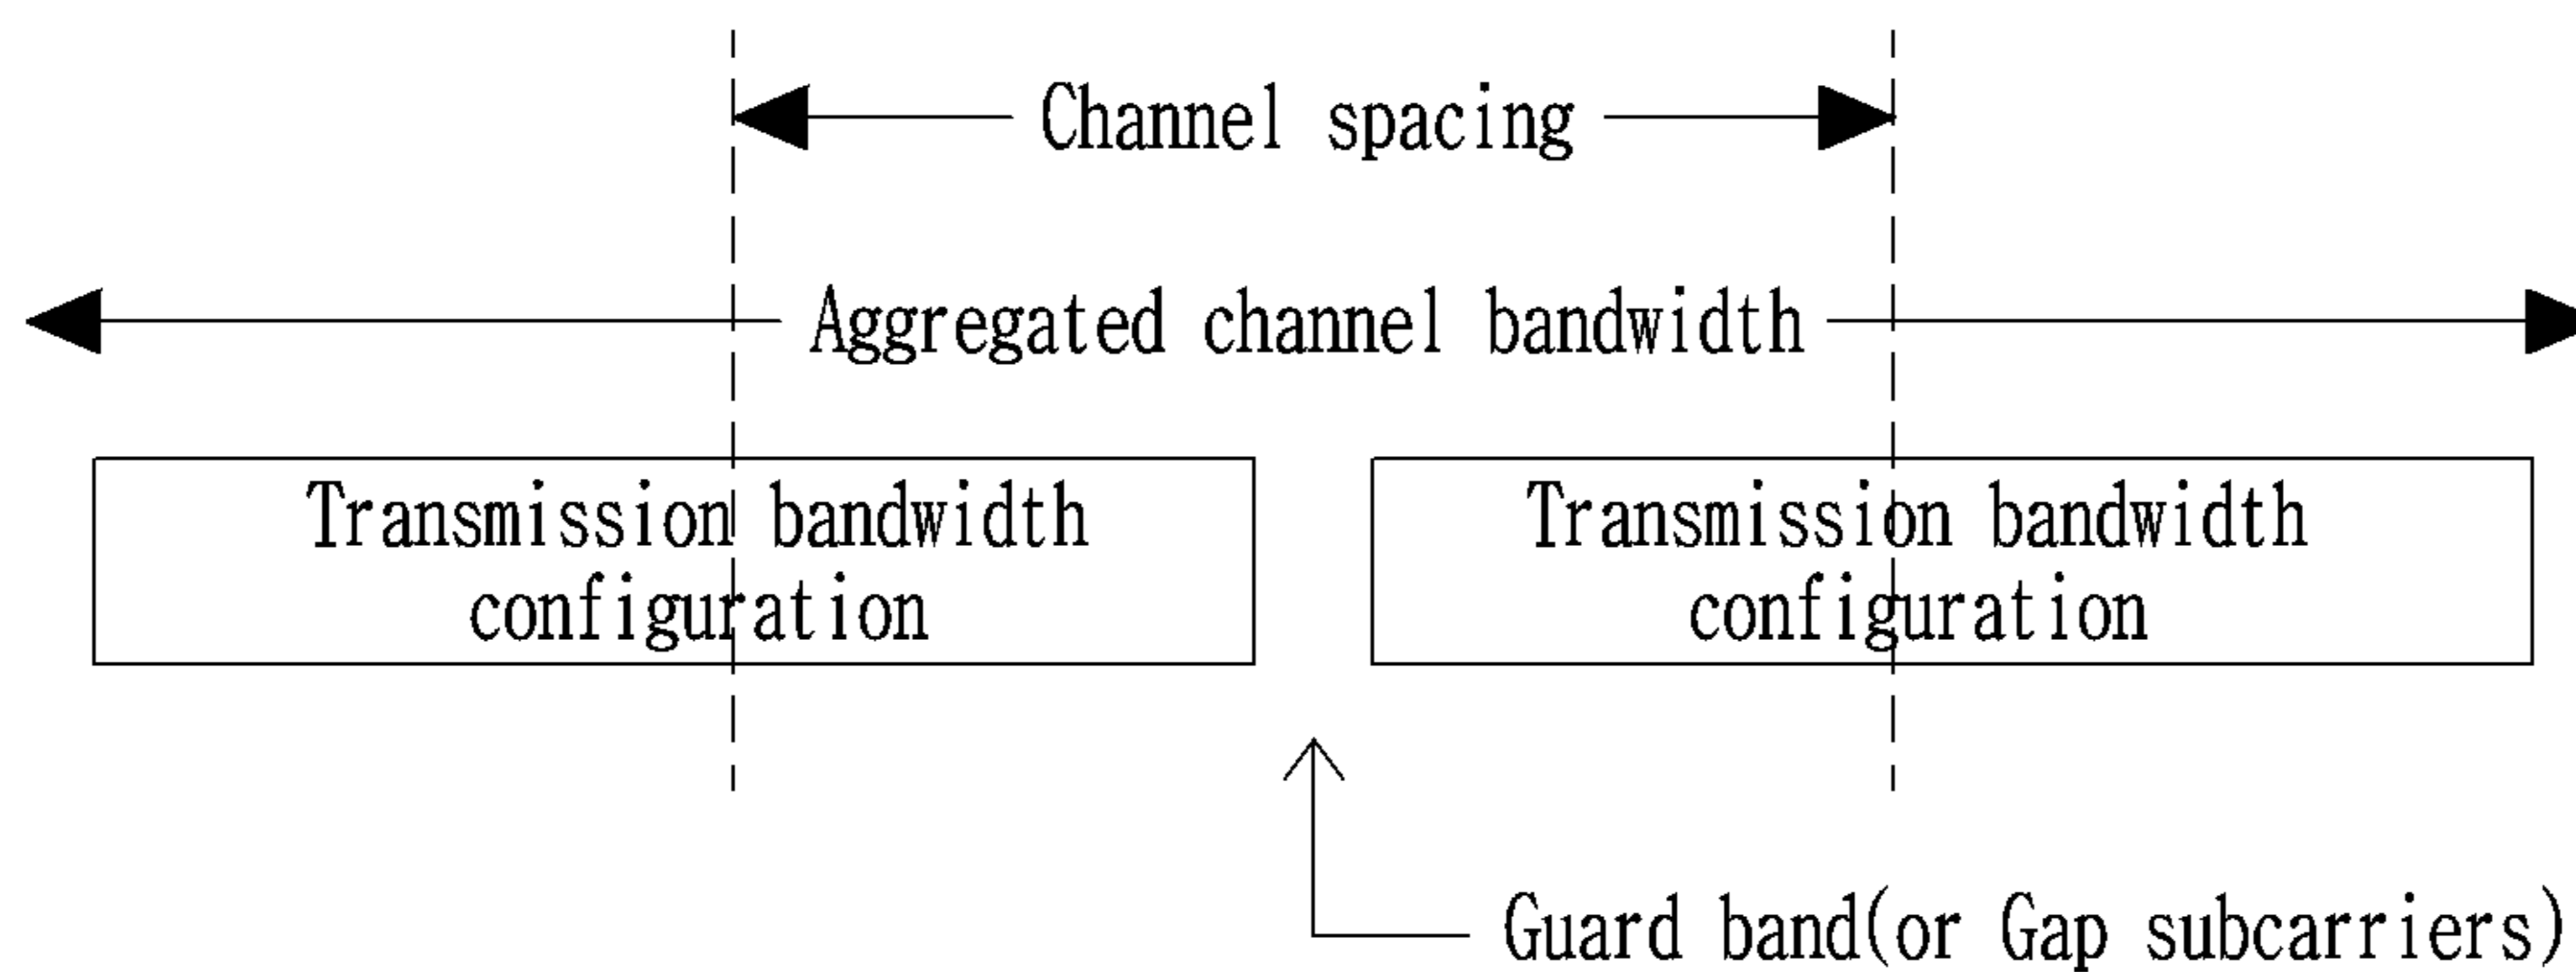 Channel spacing
Aggregated channel bandwidth
Transmission bandwidth
configuration
Transmission bandwidth
configuration
Guard band(or Gap subcarriers)